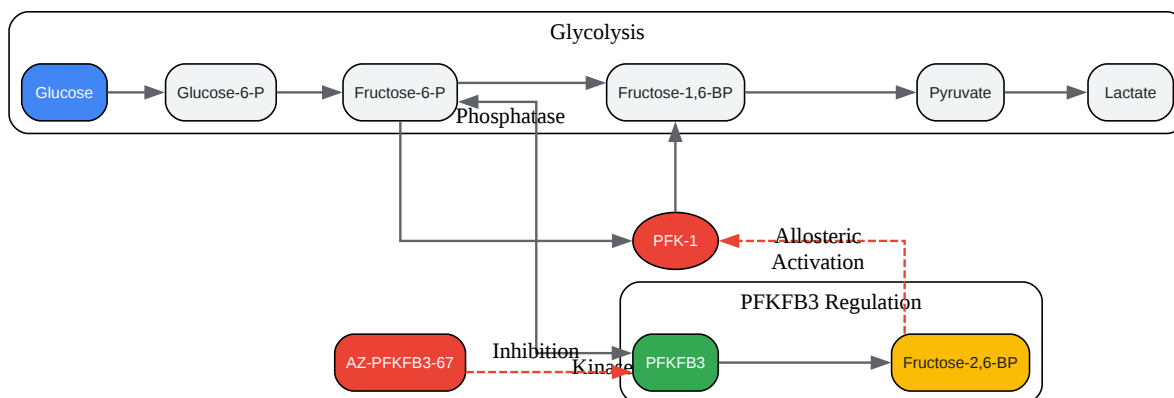 Glycolysis
Glucose
Glucose-6-P
Fructose-6-P
Fructose-1,6-BP
Pyruvate
Lactate
Phosphatase
PFK-1
Allosteric
Activation
PFKFB3 Regulation
AZ-PFKFB3-67
Inhibition
Kinase
PFKFB3
Fructose-2,6-BP